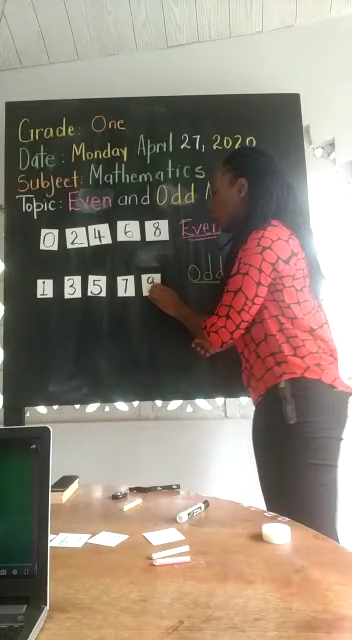 Grade: One
Date: Monday April 27, 2020
Subject: Mathematics
Topic: Even and Odd
0 2 4 6 8 Even
Odd
1 3 5 7 9